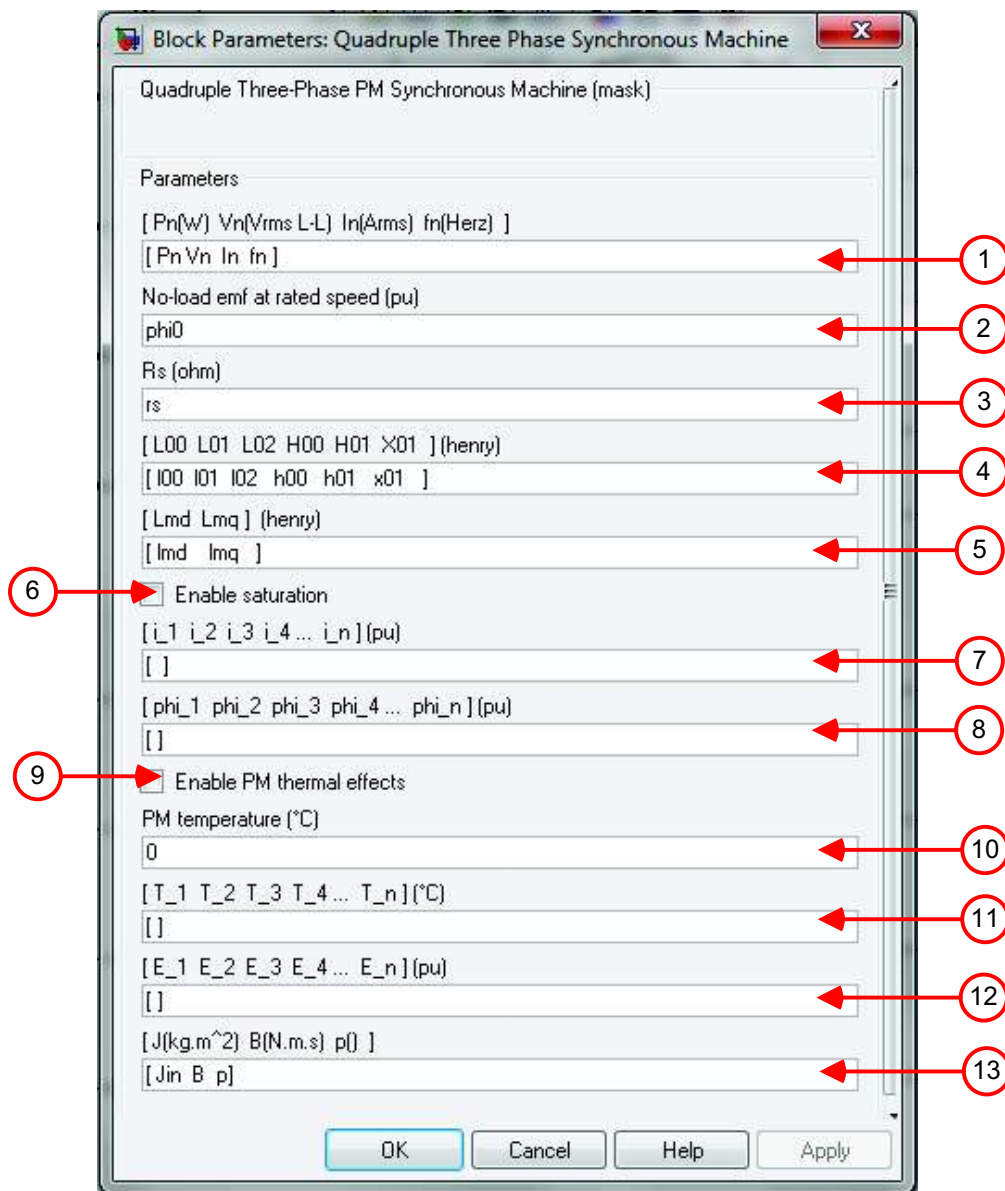 Block Parameters: Quadruple Three Phase Synchronous Machine
Quadruple Three-Phase PM Synchronous Machine (mask)
Parameters
[ Pn(W) Vn(Vrms L-L) In(Arms) fn(Herz) ]
[ Pn Vn In fn ]
1
No-load emf at rated speed (pu)
phi0
2
Rs (ohm)
rs
3
[ L00 L01 L02 H00 H01 X01 ] (henry)
[ l00 l01 l02 h00 h01 x01 ]
4
[ Lmd Lmq ] (henry)
[ lmd lmq ]
5
6
Enable saturation
[ i_1 i_2 i_3 i_4 ... i_n ] (pu)
[ ]
7
[ phi_1 phi_2 phi_3 phi_4 ... phi_n ] (pu)
[ ]
8
9
Enable PM thermal effects
PM temperature (°C)
0
10
[ T_1 T_2 T_3 T_4 ... T_n ] (°C)
[ ]
11
[ E_1 E_2 E_3 E_4 ... E_n ] (pu)
[ ]
12
[ J(kg.m^2) B(N.m.s) p() ]
[ Jin B p]
13
OK Cancel Help Apply